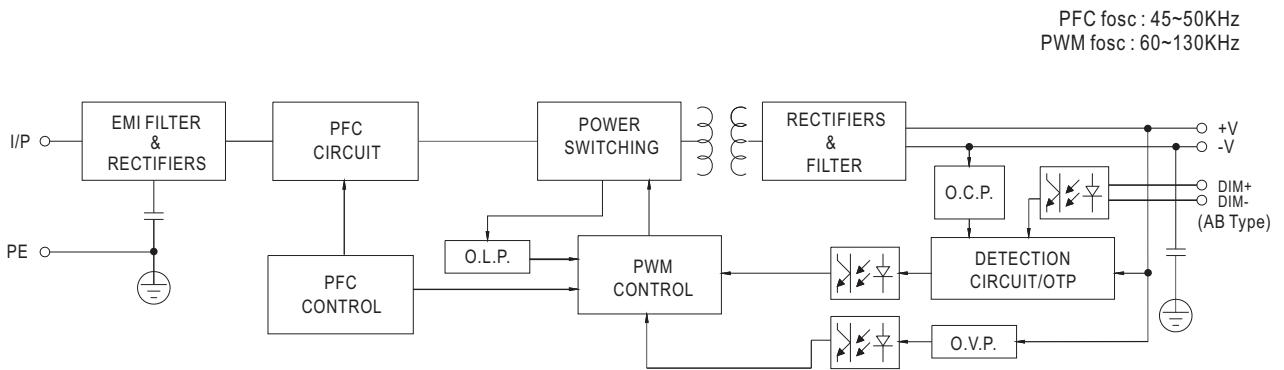 PFC fosc : 45~50KHz
PWM fosc : 60~130KHz
I/P
EMI FILTER
&
RECTIFIERS
PFC
CIRCUIT
POWER
SWITCHING
RECTIFIERS
&
FILTER
+V
-V
O.C.P.
DIM+
DIM-
(AB Type)
PE
O.L.P.
PFC
CONTROL
PWM
CONTROL
DETECTION
CIRCUIT/OTP
O.V.P.